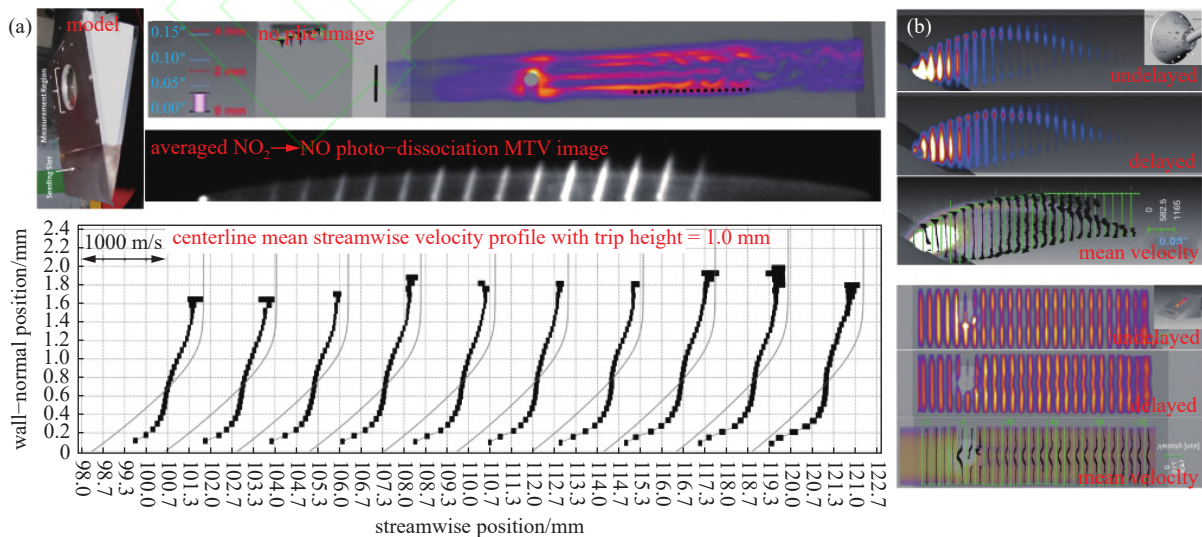 (a)
model
Measurement Region
Seeding Slot
0.15"
0.10"
0.05"
0.00"
4 mm
2 mm
0 mm
no plic image
averaged NO₂→NO photo−dissociation MTV image
1000 m/s
centerline mean streamwise velocity profile with trip height = 1.0 mm
wall−normal position/mm
2.4
2.2
2.0
1.8
1.6
1.4
1.2
1.0
0.8
0.6
0.4
0.2
0
98.0
98.7
99.3
100.0
100.7
101.3
102.0
102.7
103.3
104.0
104.7
105.3
106.0
106.7
107.3
108.0
108.7
109.3
110.0
110.7
111.3
112.0
112.7
113.3
114.0
114.7
115.3
116.0
116.7
117.3
118.0
118.7
119.3
120.0
120.7
121.0
122.0
122.7
streamwise position/mm
(b)
undelayed
delayed
0
582.5
1165
0.05"
mean velocity
undelayed
delayed
mean velocity